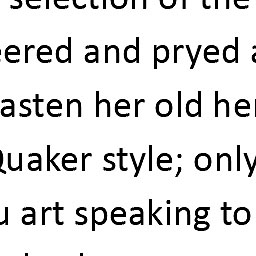 selection of the
eered and pryed a
asten her old her
Quaker style; only
u art speaking to